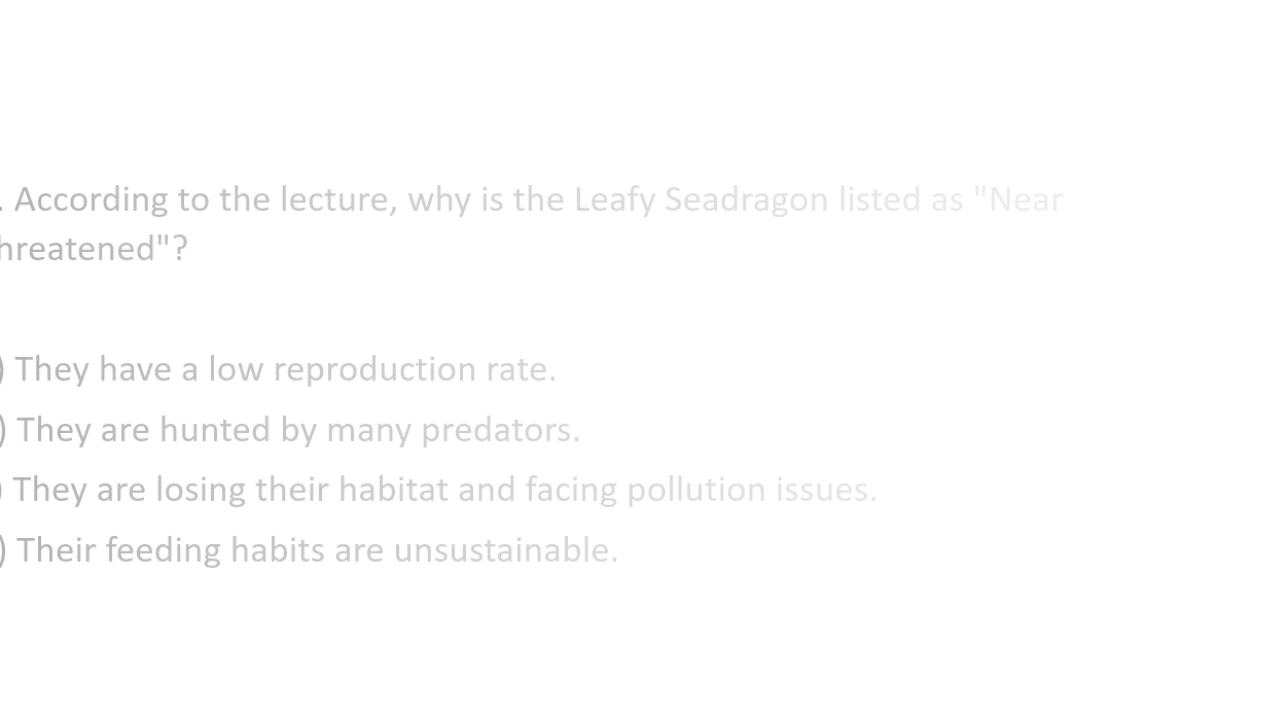 . According to the lecture, why is the Leafy Seadragon listed as "Near
hreatened"?
) They have a low reproduction rate.
) They are hunted by many predators.
) They are losing their habitat and facing pollution issues.
) Their feeding habits are unsustainable.